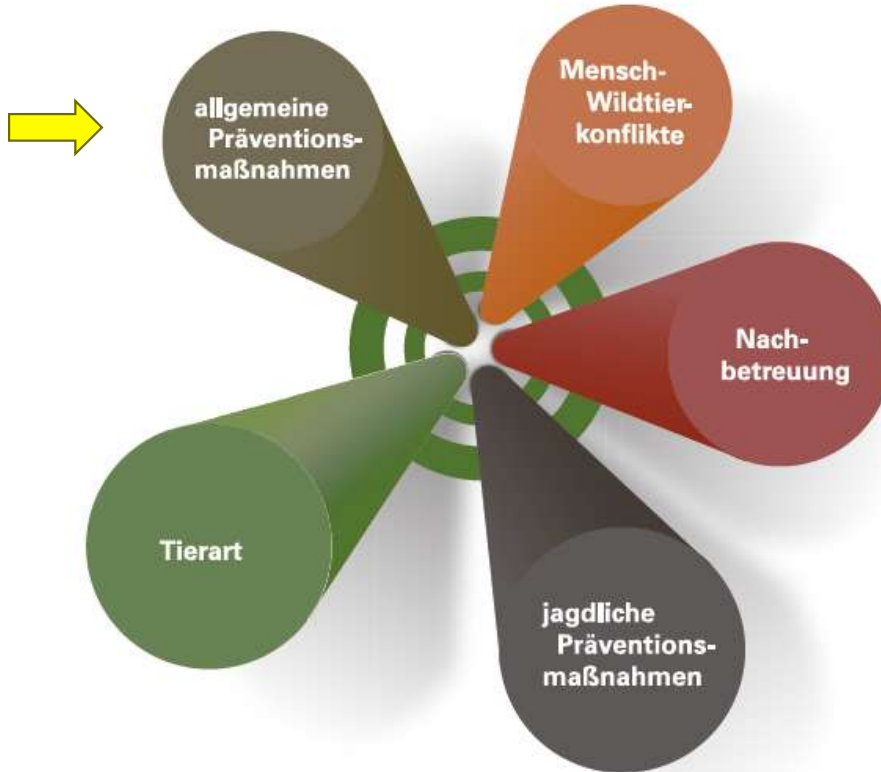 allgemeine
Präventions-
maßnahmen
Mensch-
Wildtier-
konflikte
Nach-
betreuung
Tierart
jagdliche
Präventions-
maßnahmen